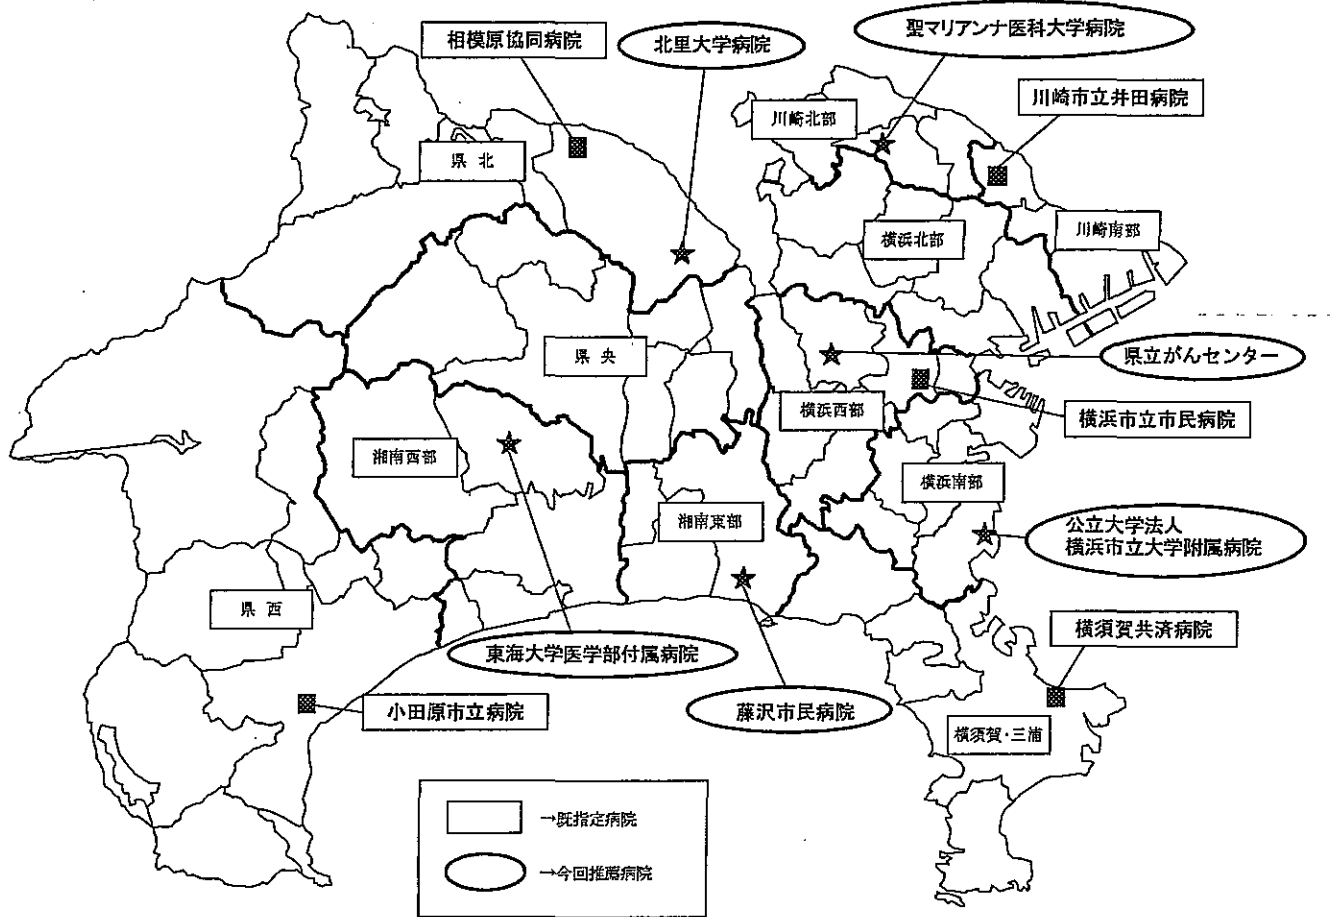 聖マリアンナ医科大学病院
相模原協同病院
北里大学病院
川崎市立井田病院
川崎北部
県 北
川崎南部
横浜北部
県 央
県立がんセンター
横浜西部
横浜市立市民病院
湘南西部
横浜南部
湘南東部
公立大学法人
横浜市立大学附属病院
県 西
横須賀共済病院
東海大学医学部付属病院
小田原市立病院
藤沢市民病院
横須賀・三浦
→既指定病院
→今回推薦病院